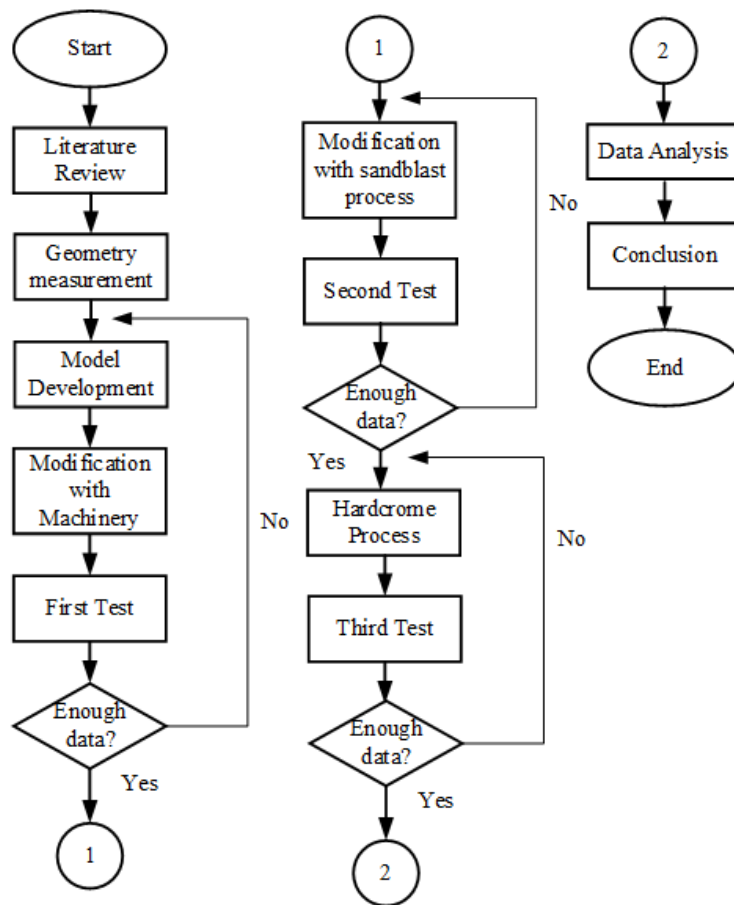 Start
Literature
Review
Geometry
measurement
Model
Development
Modification
with
Machinery
No
First Test
Enough
data?
Yes
1
1
Modification
with sandblast
process
No
Second Test
Enough
data?
Yes
Hardcrome
Process
No
Third Test
Enough
data?
Yes
2
2
Data Analysis
Conclusion
End